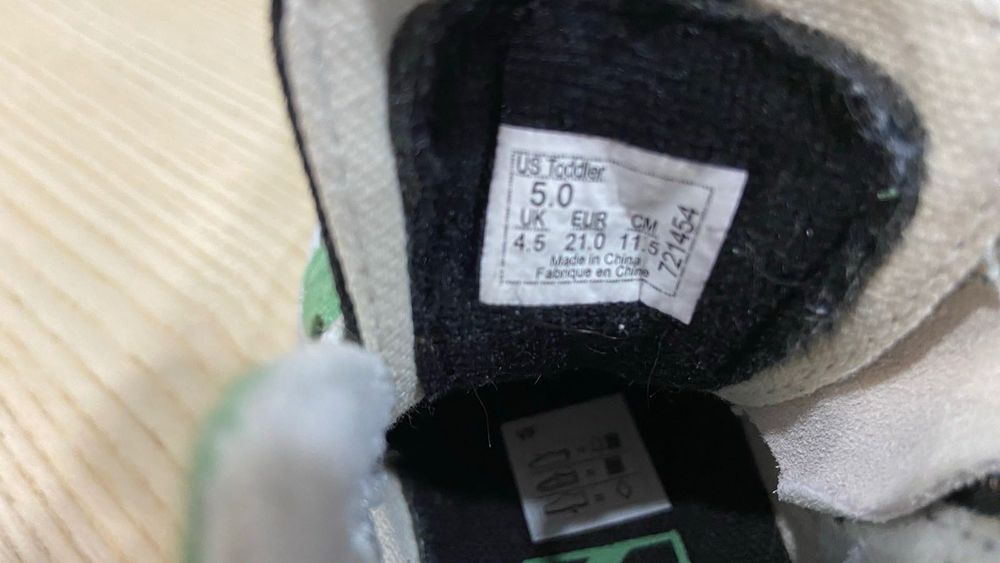 US Toddler
5.0
UK EUR CM
4.5 21.0 11.5
Made in China
Fabrique en Chine
721454